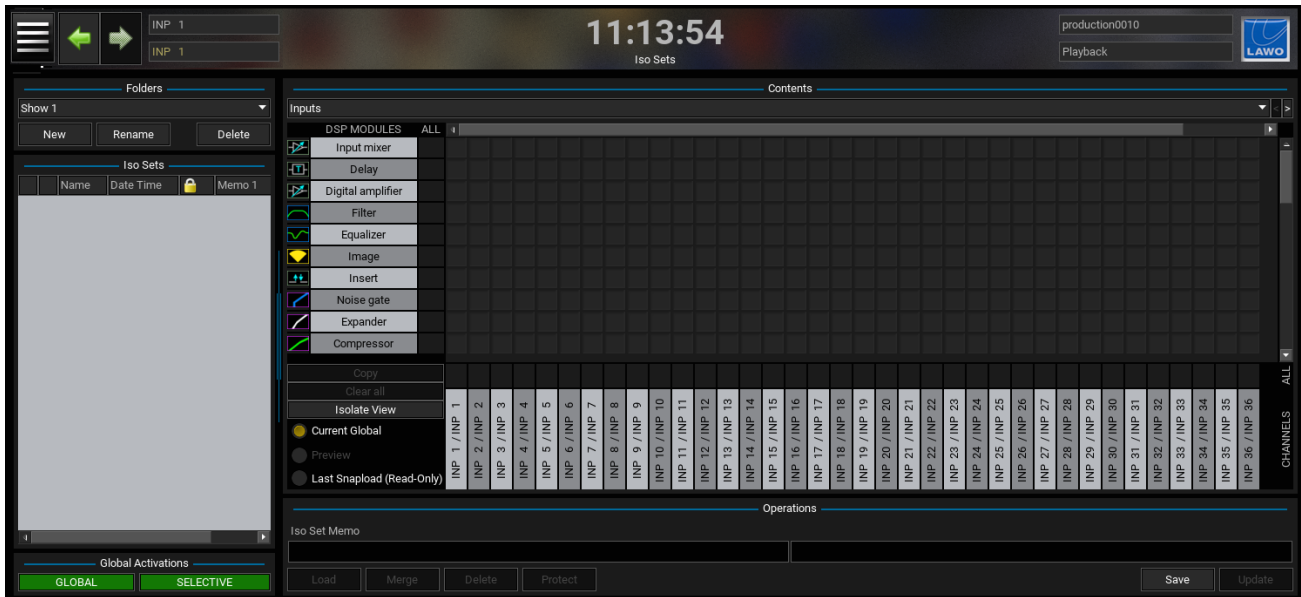 INP 1
INP 1
11:13:54
Iso Sets
production0010
Playback
LAWO
Folders
Show 1
New Rename Delete
Iso Sets
Name Date Time Memo 1
Global Activations
GLOBAL SELECTIVE
Contents
Inputs
< >
DSP MODULES ALL
Input mixer
T Delay
Digital amplifier
Filter
Equalizer
Image
Insert
Noise gate
Expander
Compressor
Copy
Clear all
Isolate View
Current Global
Preview
Last Snapload (Read-Only)
INP 1 / INP 1
INP 2 / INP 2
INP 3 / INP 3
INP 4 / INP 4
INP 5 / INP 5
INP 6 / INP 6
INP 7 / INP 7
INP 8 / INP 8
INP 9 / INP 9
INP 10 / INP 10
INP 11 / INP 11
INP 12 / INP 12
INP 13 / INP 13
INP 14 / INP 14
INP 15 / INP 15
INP 16 / INP 16
INP 17 / INP 17
INP 18 / INP 18
INP 19 / INP 19
INP 20 / INP 20
INP 21 / INP 21
INP 22 / INP 22
INP 23 / INP 23
INP 24 / INP 24
INP 25 / INP 25
INP 26 / INP 26
INP 27 / INP 27
INP 28 / INP 28
INP 29 / INP 29
INP 30 / INP 30
INP 31 / INP 31
INP 32 / INP 32
INP 33 / INP 33
INP 34 / INP 34
INP 35 / INP 35
INP 36 / INP 36
CHANNELS ALL
Operations
Iso Set Memo
Load Merge Delete Protect Save Update